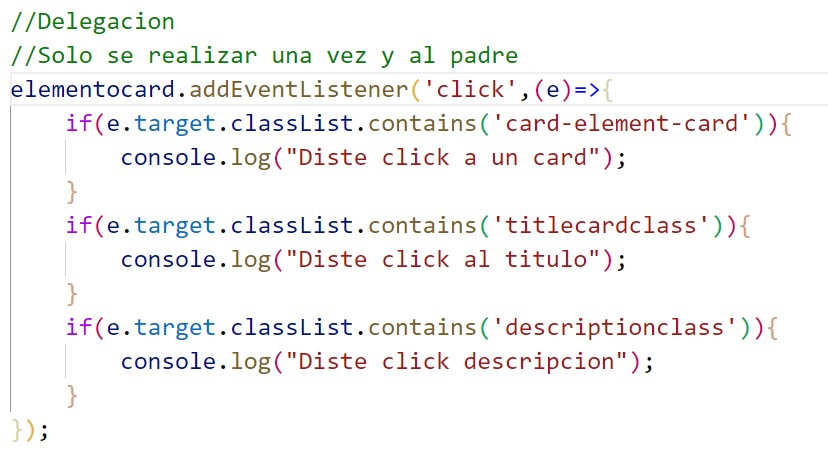 //Delegacion
//Solo se realizar una vez y al padre
elementocard.addEventListener('click',(e)=>{
    if(e.target.classList.contains('card-element-card')){
        console.log("Diste click a un card");
    }
    if(e.target.classList.contains('titlecardclass')){
        console.log("Diste click al titulo");
    }
    if(e.target.classList.contains('descriptionclass')){
        console.log("Diste click descripcion");
    }
});